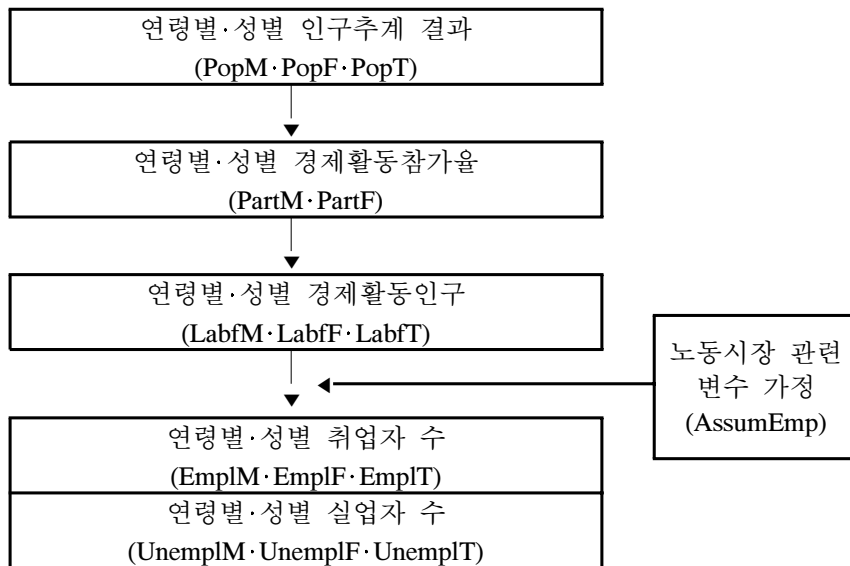 연령별·성별 인구추계 결과
(PopM·PopF·PopT)
연령별·성별 경제활동참가율
(PartM·PartF)
연령별·성별 경제활동인구
(LabfM·LabfF·LabfT)
노동시장 관련
변수 가정
(AssumEmp)
연령별·성별 취업자 수
(EmplM·EmplF·EmplT)
연령별·성별 실업자 수
(UnemplM·UnemplF·UnemplT)